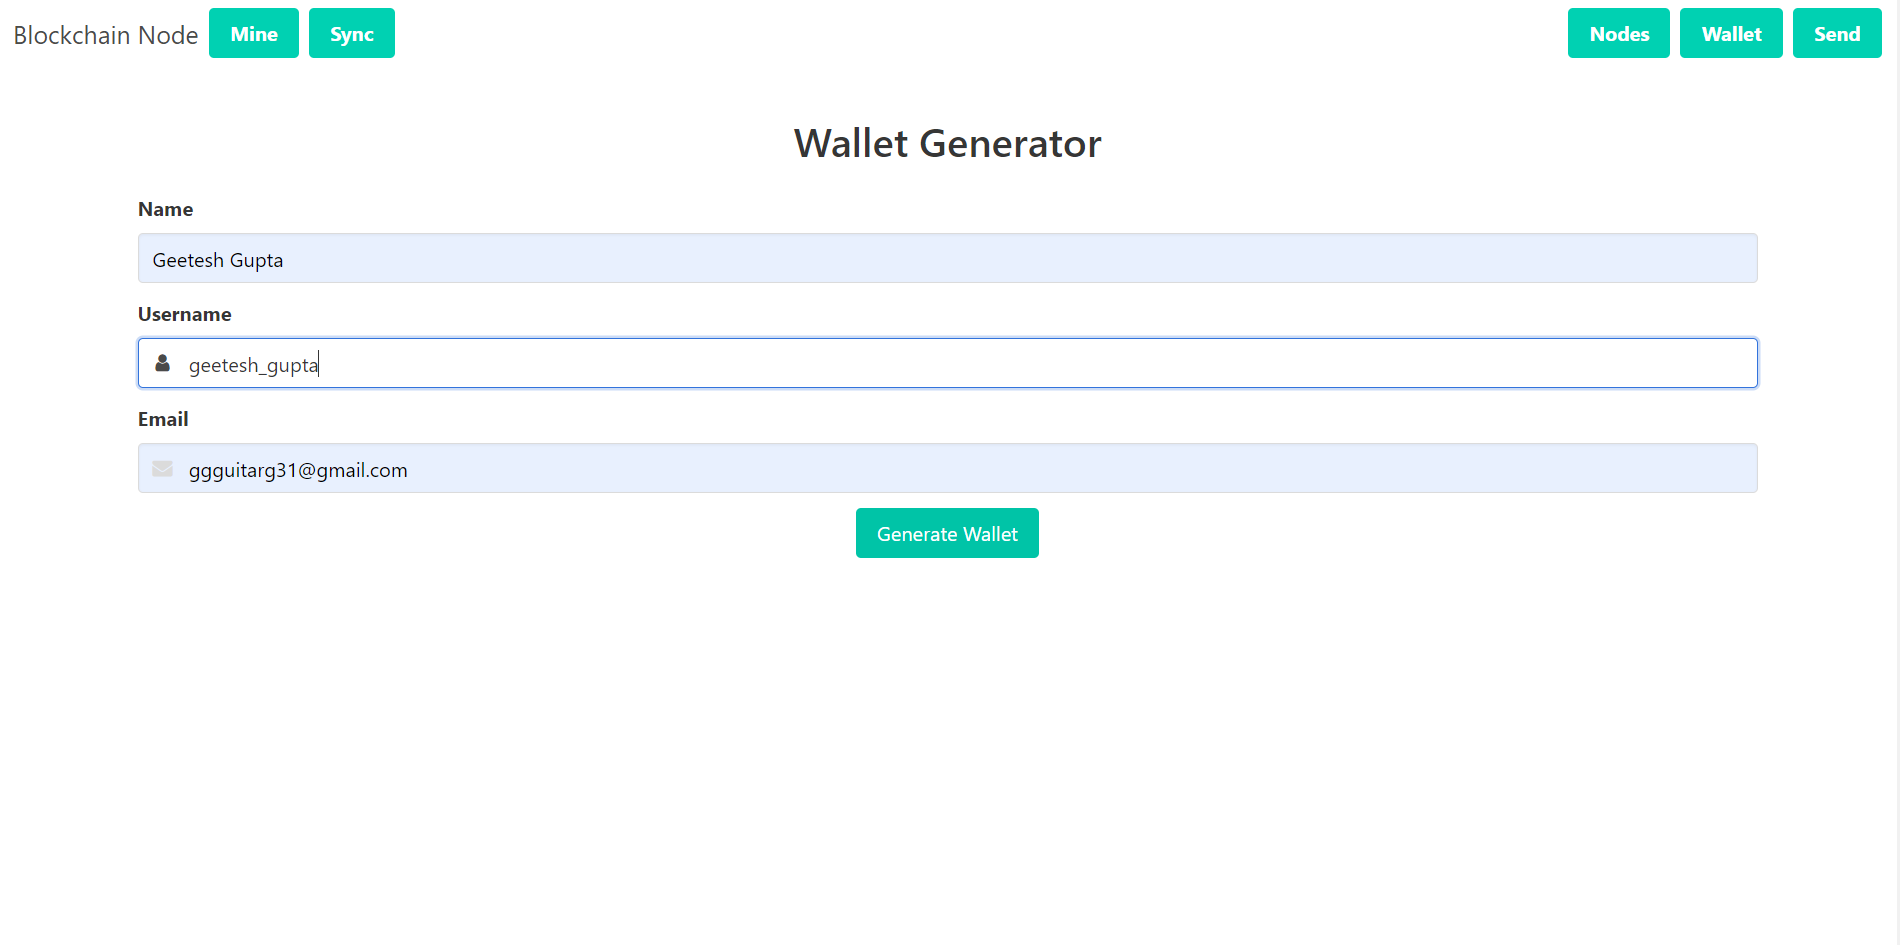 Blockchain Node Mine Sync Nodes Wallet Send
Wallet Generator
Name
Geetesh Gupta
Username
geetesh_gupta
Email
ggguitarg31@gmail.com
Generate Wallet